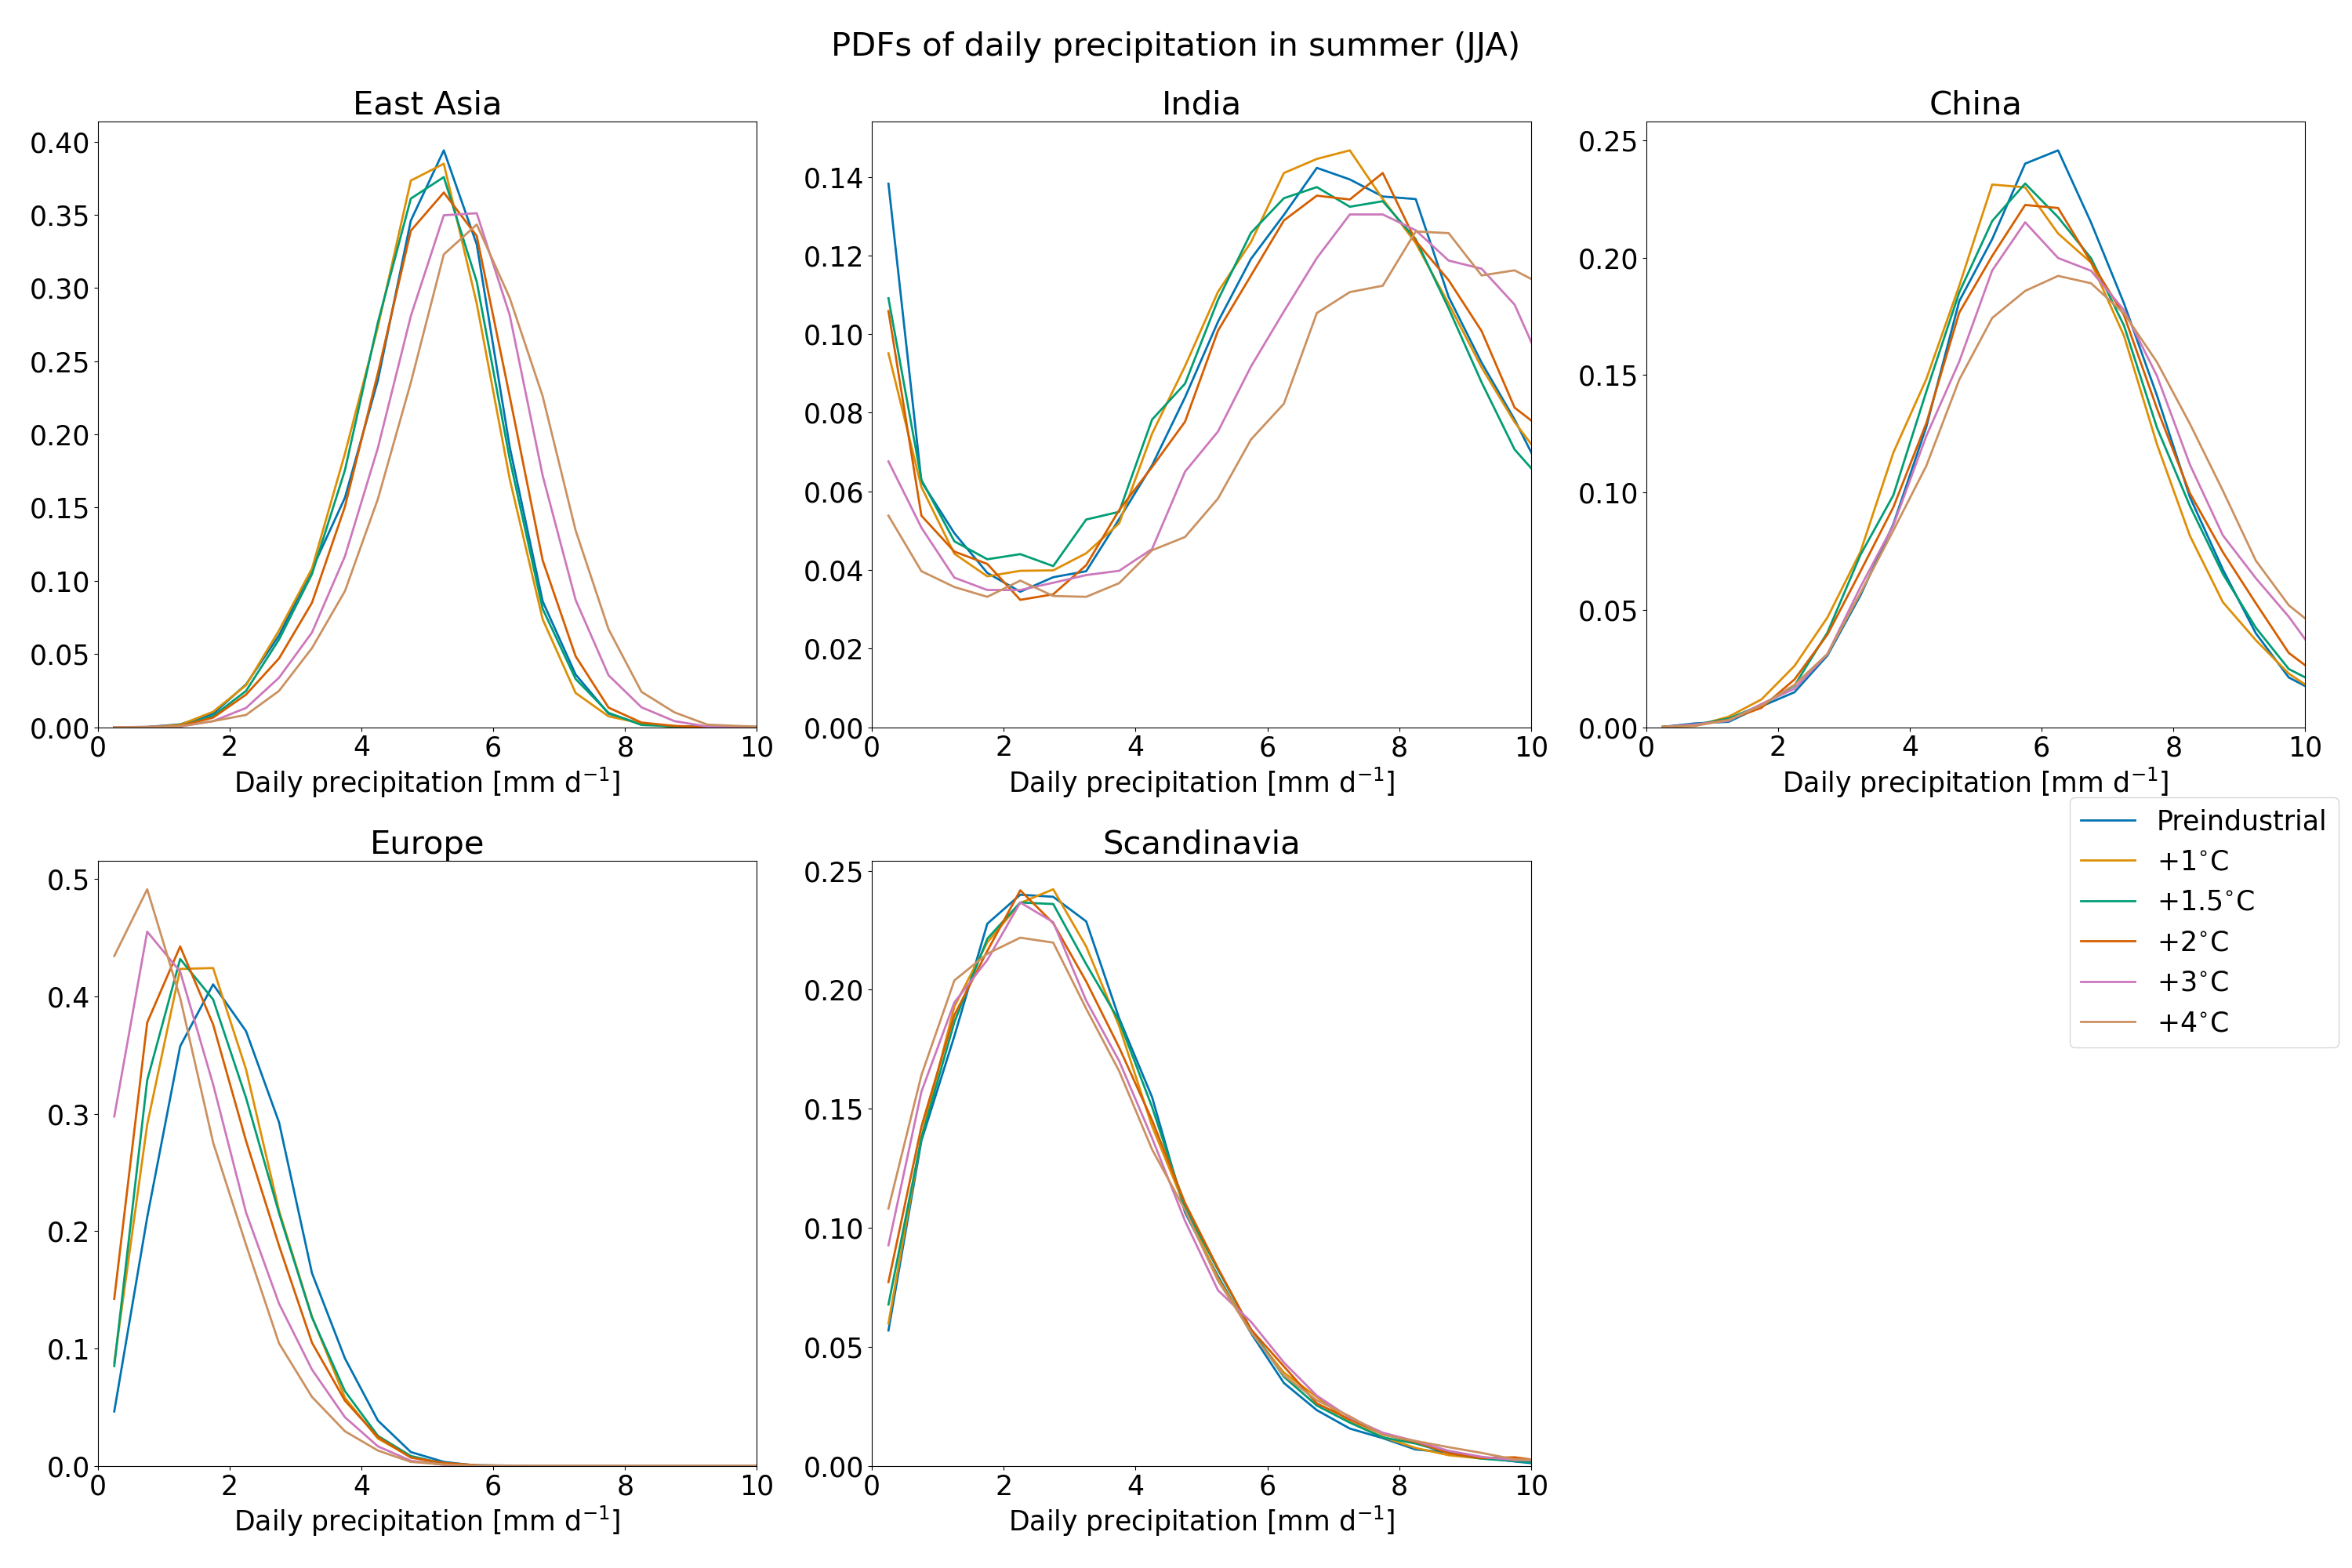 PDFs of daily precipitation in summer (JJA)
East Asia
0.40
0.35
0.30
0.25
0.20
0.15
0.10
0.05
0.00
0 2 4 6 8 10
Daily precipitation [mm d⁻¹]
India
0.14
0.12
0.10
0.08
0.06
0.04
0.02
0.00
0 2 4 6 8 10
Daily precipitation [mm d⁻¹]
China
0.25
0.20
0.15
0.10
0.05
0.00
0 2 4 6 8 10
Daily precipitation [mm d⁻¹]
Europe
0.5
0.4
0.3
0.2
0.1
0.0
0 2 4 6 8 10
Daily precipitation [mm d⁻¹]
Scandinavia
0.25
0.20
0.15
0.10
0.05
0.00
0 2 4 6 8 10
Daily precipitation [mm d⁻¹]
Preindustrial
+1°C
+1.5°C
+2°C
+3°C
+4°C